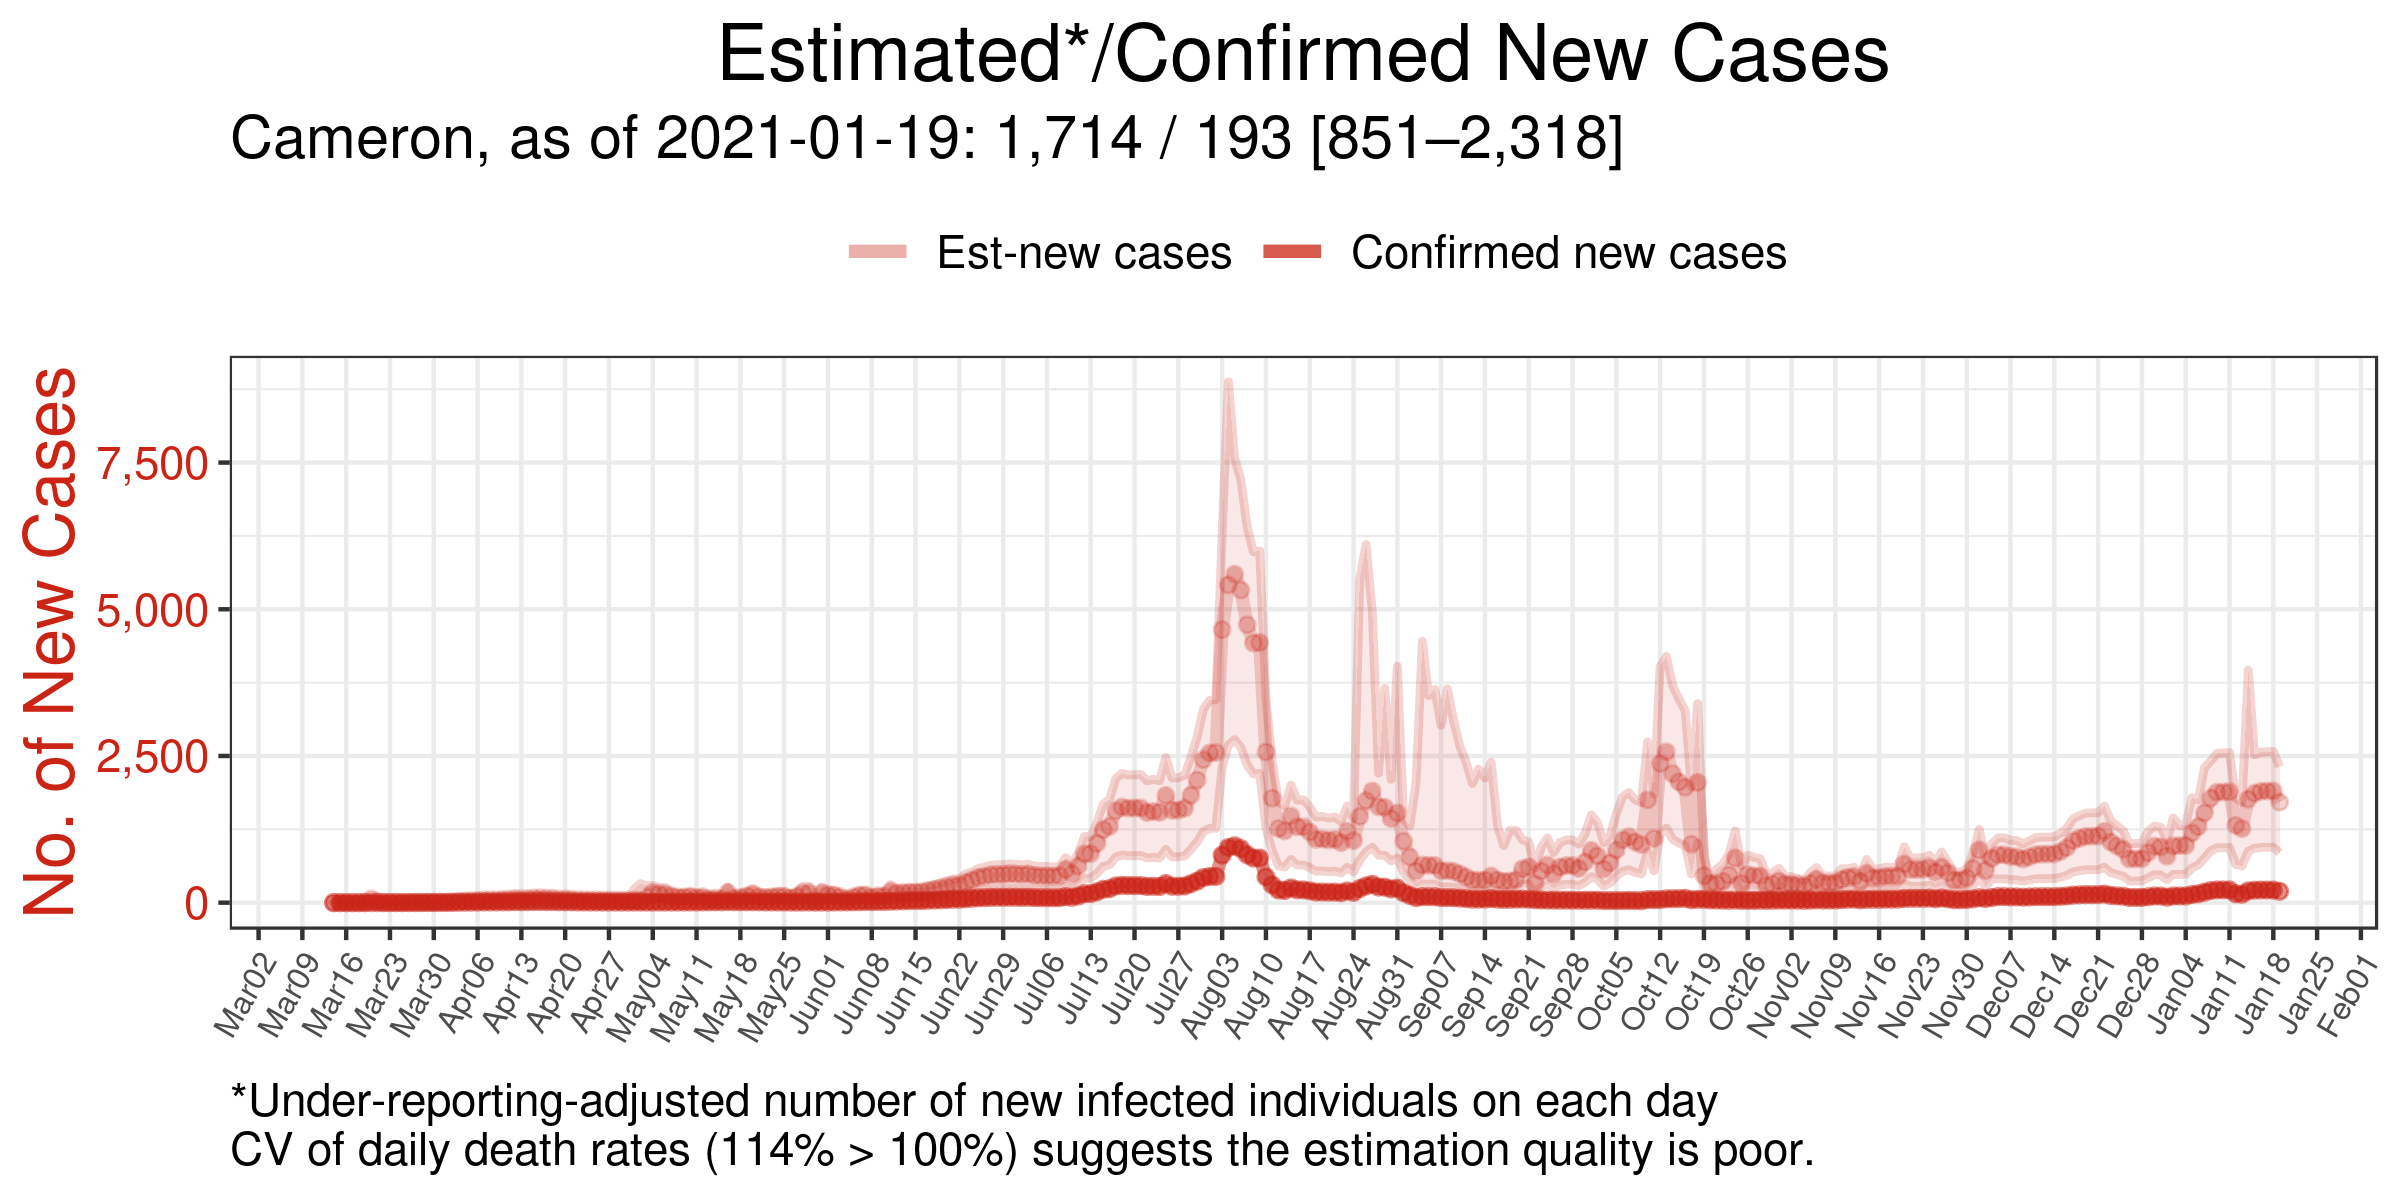 Estimated*/Confirmed New Cases
Cameron, as of 2021-01-19: 1,714 / 193 [851–2,318]
Est-new cases Confirmed new cases
No. of New Cases
7,500
5,000
2,500
0
Mar02 Mar09 Mar16 Mar23 Mar30 Apr06 Apr13 Apr20 Apr27 May04 May11 May18 May25 Jun01 Jun08 Jun15 Jun22 Jun29 Jul06 Jul13 Jul20 Jul27 Aug03 Aug10 Aug17 Aug24 Aug31 Sep07 Sep14 Sep21 Sep28 Oct05 Oct12 Oct19 Oct26 Nov02 Nov09 Nov16 Nov23 Nov30 Dec07 Dec14 Dec21 Dec28 Jan04 Jan11 Jan18 Jan25 Feb01
*Under-reporting-adjusted number of new infected individuals on each day
CV of daily death rates (114% > 100%) suggests the estimation quality is poor.